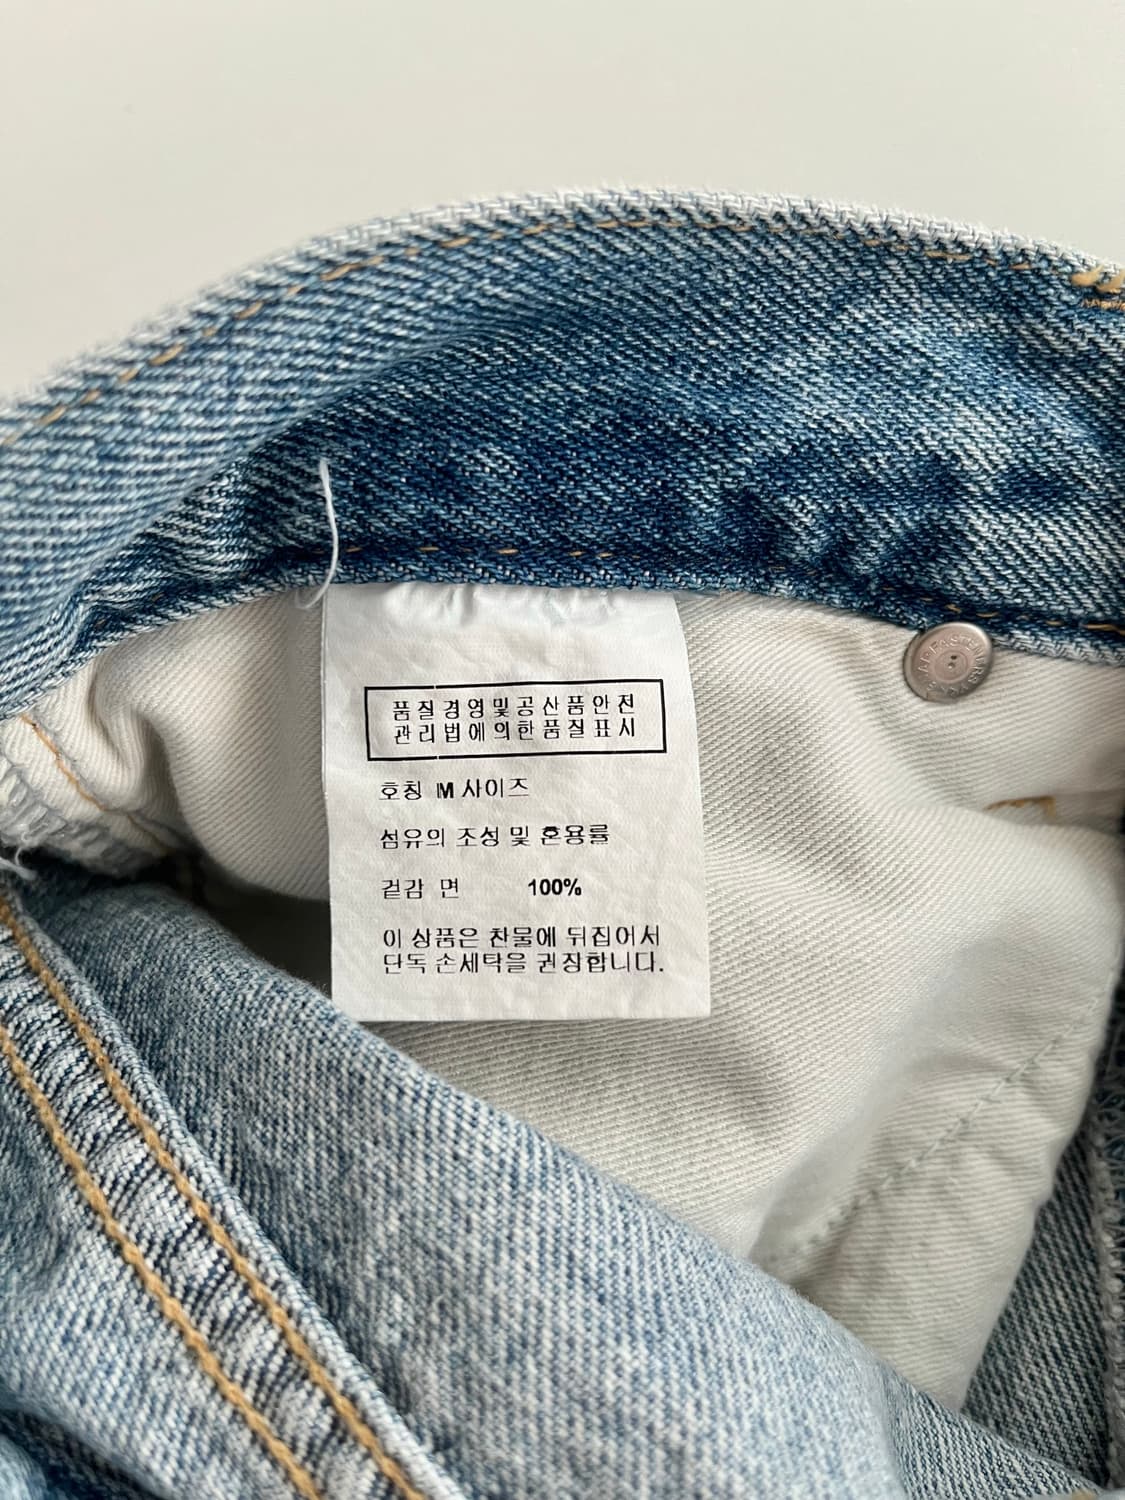 품질경영및공산품안전
관리법에의한품질표시
호칭 M 사이즈
섬유의 조성 및 혼용률
겉감 면 100%
이 상품은 찬물에 뒤집어서
단독 손세탁을 권장합니다.
FASTENERS